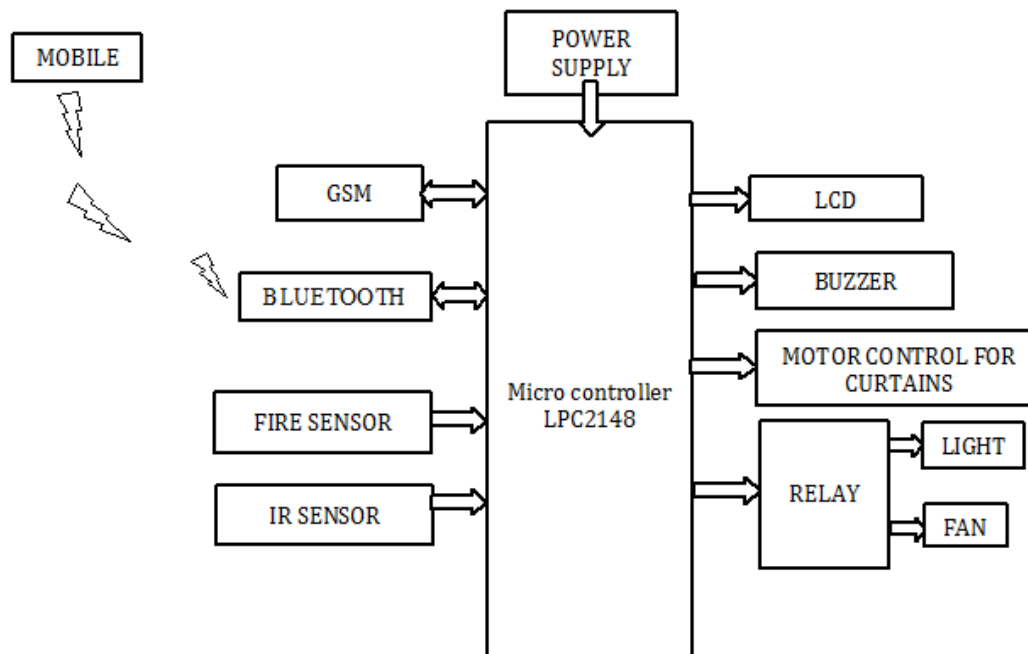 MOBILE
POWER
SUPPLY
GSM
BLUETOOTH
FIRE SENSOR
IR SENSOR
Micro controller
LPC2148
LCD
BUZZER
MOTOR CONTROL FOR
CURTAINS
RELAY
LIGHT
FAN